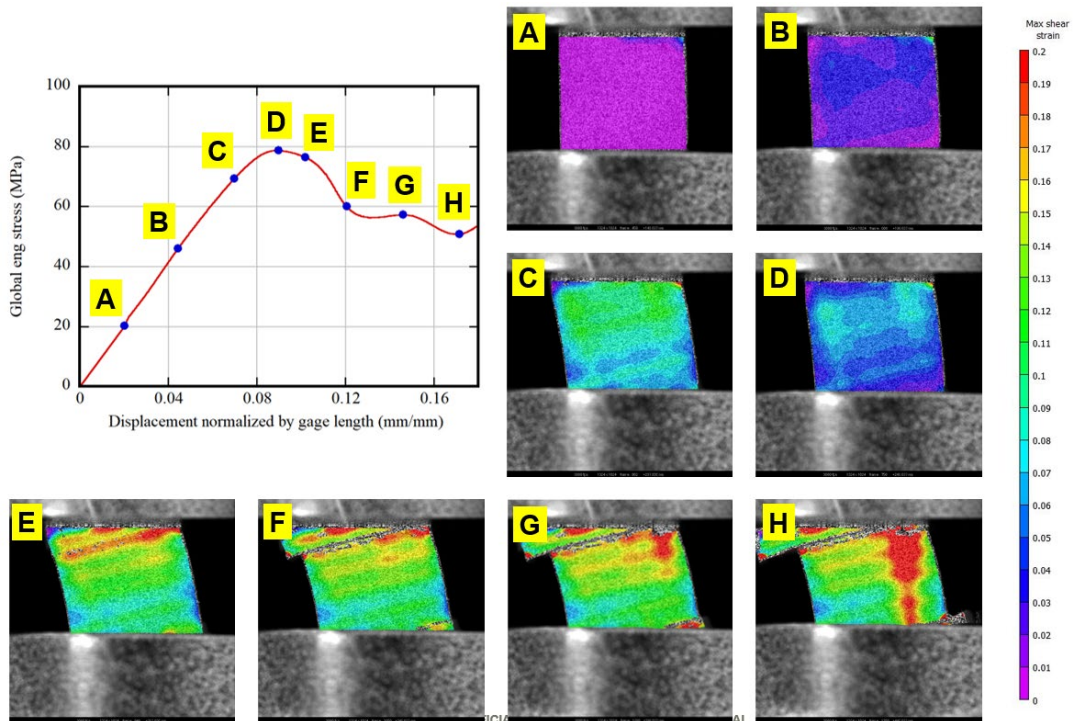 A
B
Max shear
strain
0.2
0.19
0.18
0.17
0.16
0.15
0.14
0.13
0.12
0.11
0.1
0.09
0.08
0.07
0.06
0.05
0.04
0.03
0.02
0.01
0
100
80
60
40
20
0
Global eng stress (MPa)
A
B
C
D
E
F
G
H
0 0.04 0.08 0.12 0.16
Displacement normalized by gage length (mm/mm)
C
D
E
F
G
H